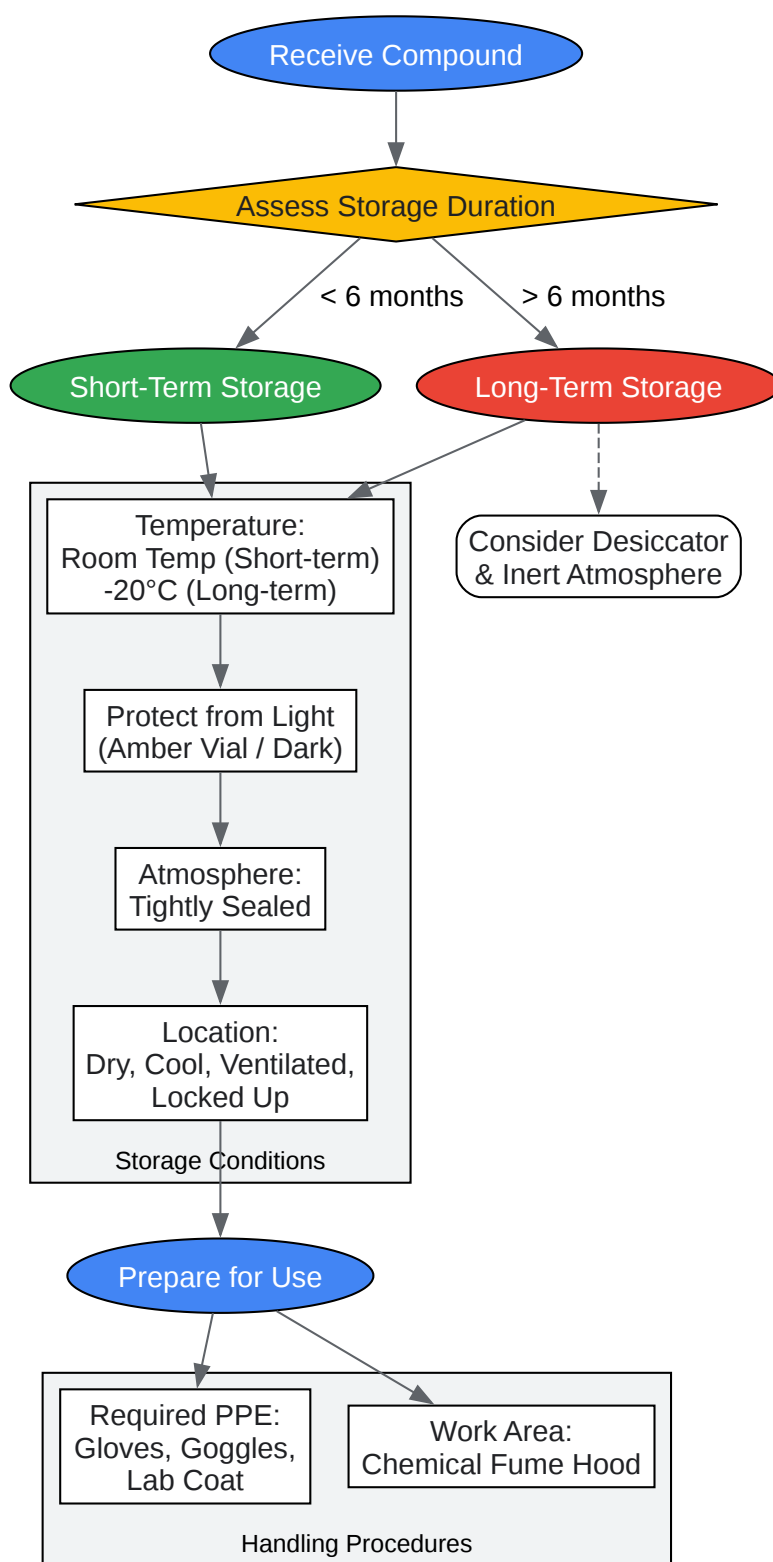 Receive Compound
Assess Storage Duration
< 6 months
> 6 months
Short-Term Storage
Long-Term Storage
Temperature:
Room Temp (Short-term)
-20°C (Long-term)
Consider Desiccator
& Inert Atmosphere
Protect from Light
(Amber Vial / Dark)
Atmosphere:
Tightly Sealed
Location:
Dry, Cool, Ventilated,
Locked Up
Storage Conditions
Prepare for Use
Required PPE:
Gloves, Goggles,
Lab Coat
Work Area:
Chemical Fume Hood
Handling Procedures